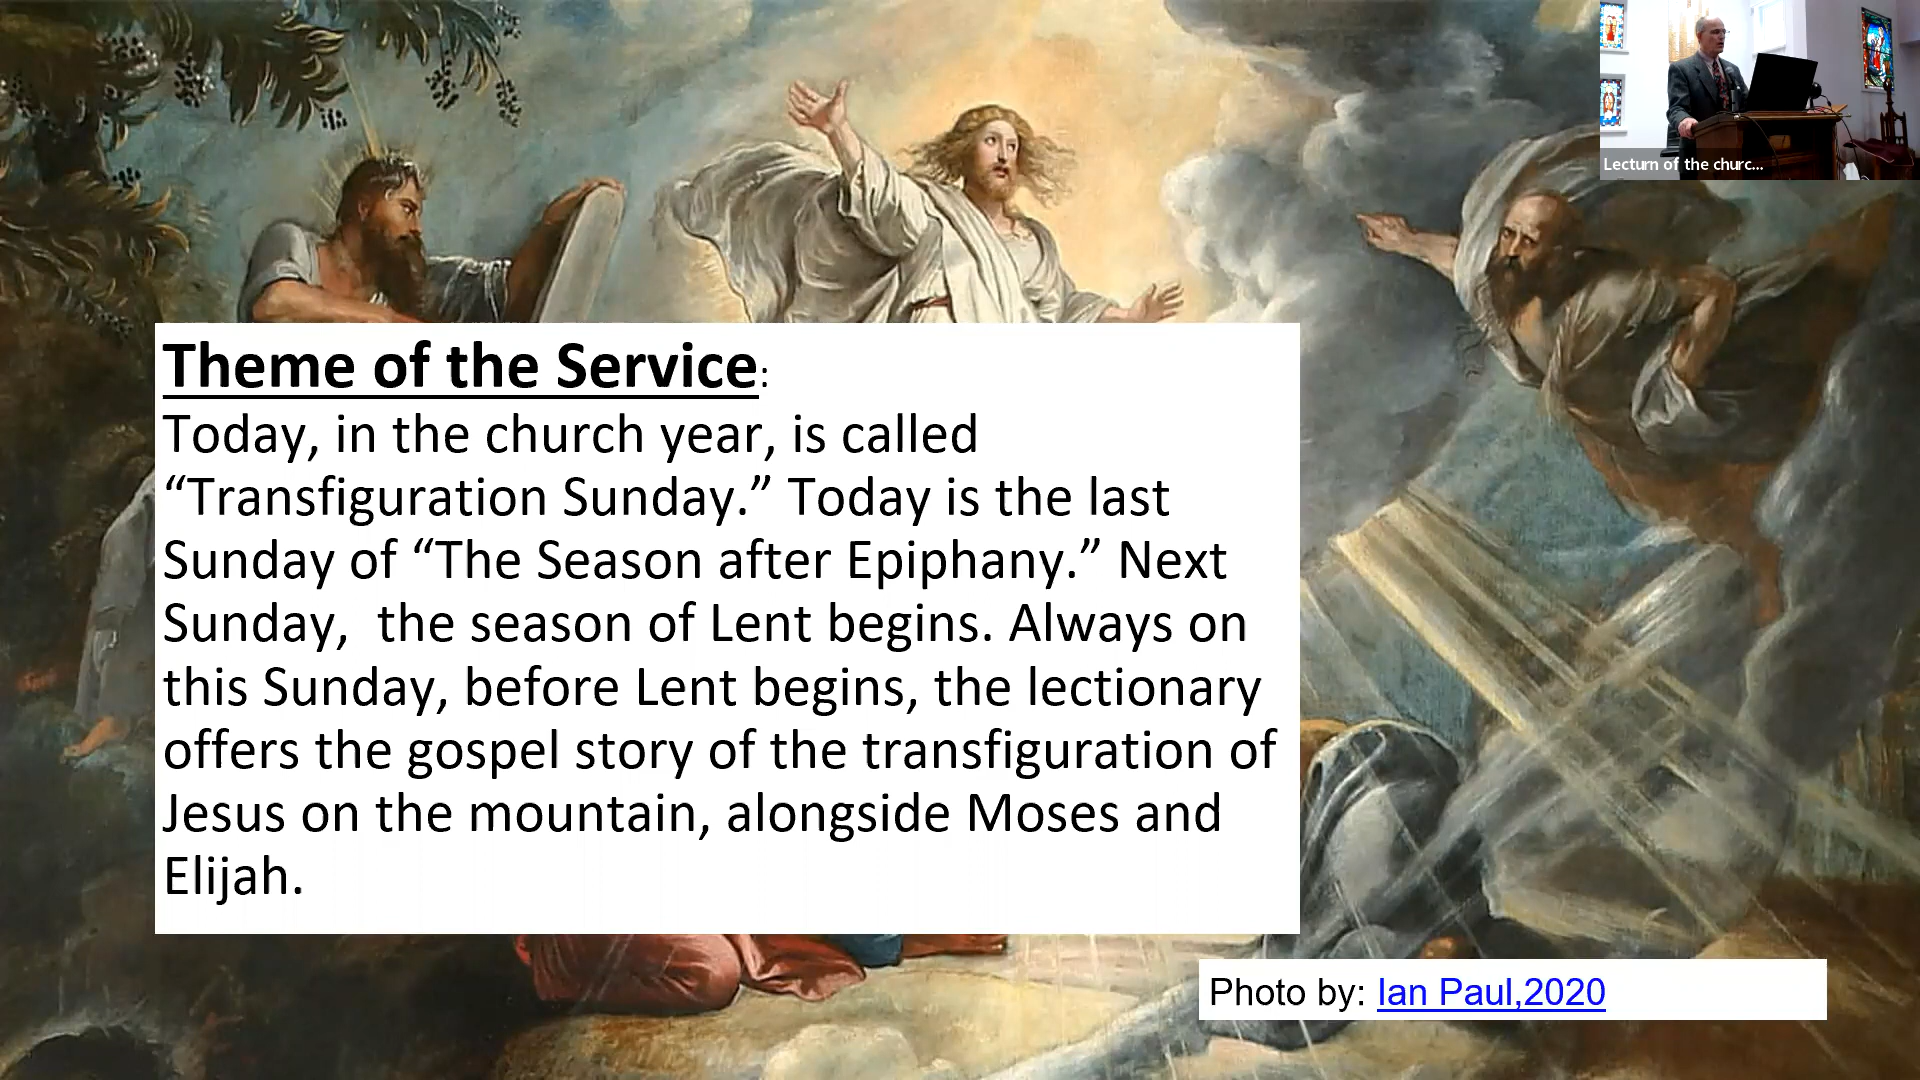 Lecturn of the churc...
Theme of the Service:
Today, in the church year, is called
“Transfiguration Sunday.” Today is the last
Sunday of “The Season after Epiphany.” Next
Sunday,  the season of Lent begins. Always on
this Sunday, before Lent begins, the lectionary
offers the gospel story of the transfiguration of
Jesus on the mountain, alongside Moses and
Elijah.
Photo by: Ian Paul,2020